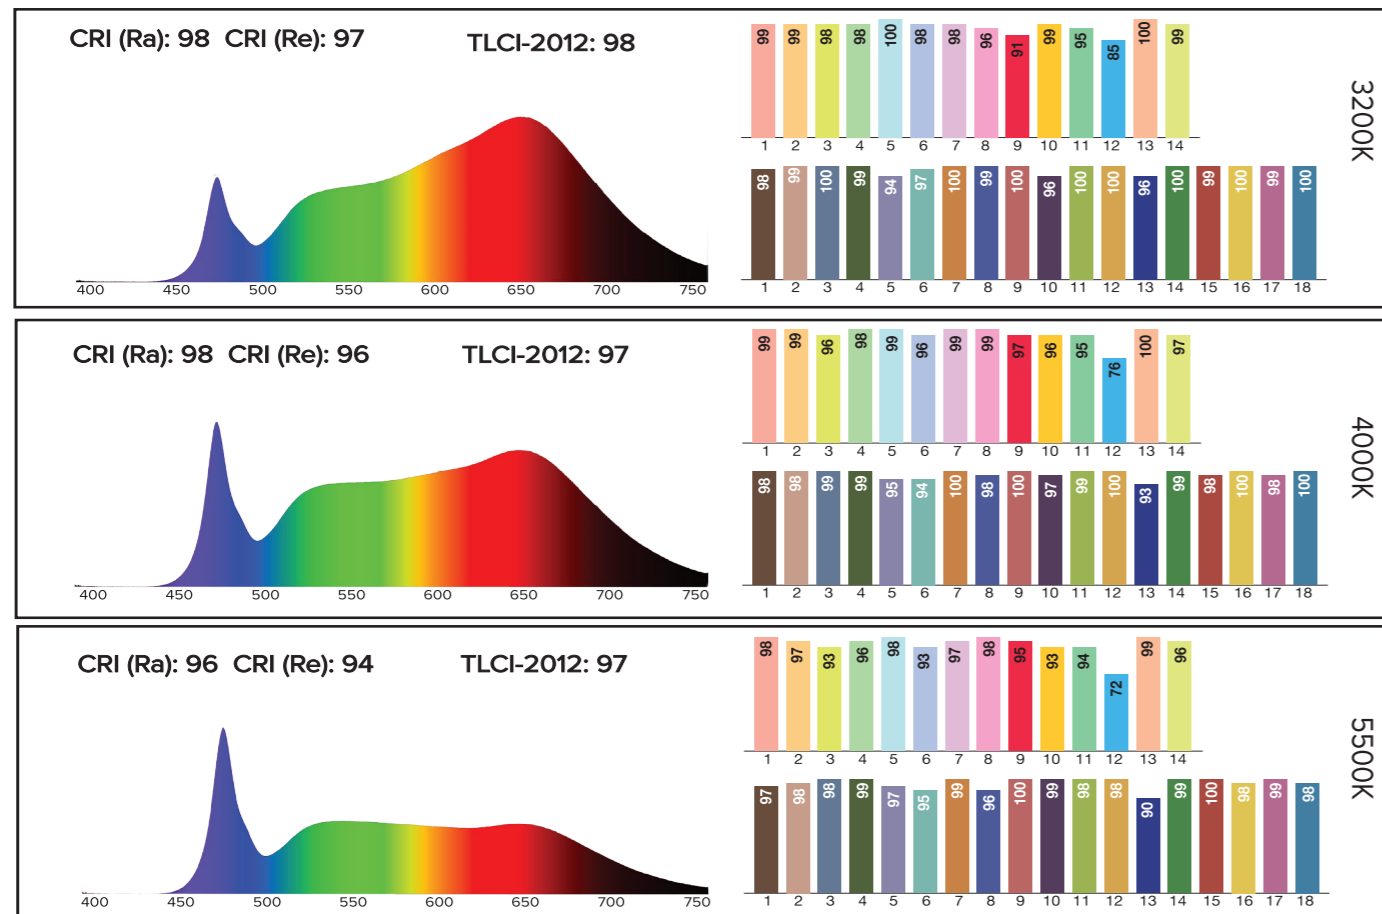 CRI (Ra): 98 CRI (Re): 97
TLCI-2012: 98
99 99 98 98 100 98 98 96 91 99 95 85 100 99
1 2 3 4 5 6 7 8 9 10 11 12 13 14
98 99 100 99 94 97 100 99 100 96 100 100 96 100 99 100 99 100
1 2 3 4 5 6 7 8 9 10 11 12 13 14 15 16 17 18
400 450 500 550 600 650 700 750
3200K
CRI (Ra): 98 CRI (Re): 96
TLCI-2012: 97
99 99 96 98 99 96 99 99 97 96 95 76 100 97
1 2 3 4 5 6 7 8 9 10 11 12 13 14
98 98 99 99 95 94 100 98 100 97 99 100 93 99 98 100 98 100
1 2 3 4 5 6 7 8 9 10 11 12 13 14 15 16 17 18
400 450 500 550 600 650 700 750
4000K
CRI (Ra): 96 CRI (Re): 94
TLCI-2012: 97
98 97 93 96 98 93 97 98 95 93 94 72 99 96
1 2 3 4 5 6 7 8 9 10 11 12 13 14
97 98 98 99 97 95 99 96 100 99 98 98 90 99 100 98 99 98
1 2 3 4 5 6 7 8 9 10 11 12 13 14 15 16 17 18
400 450 500 550 600 650 700 750
5500K